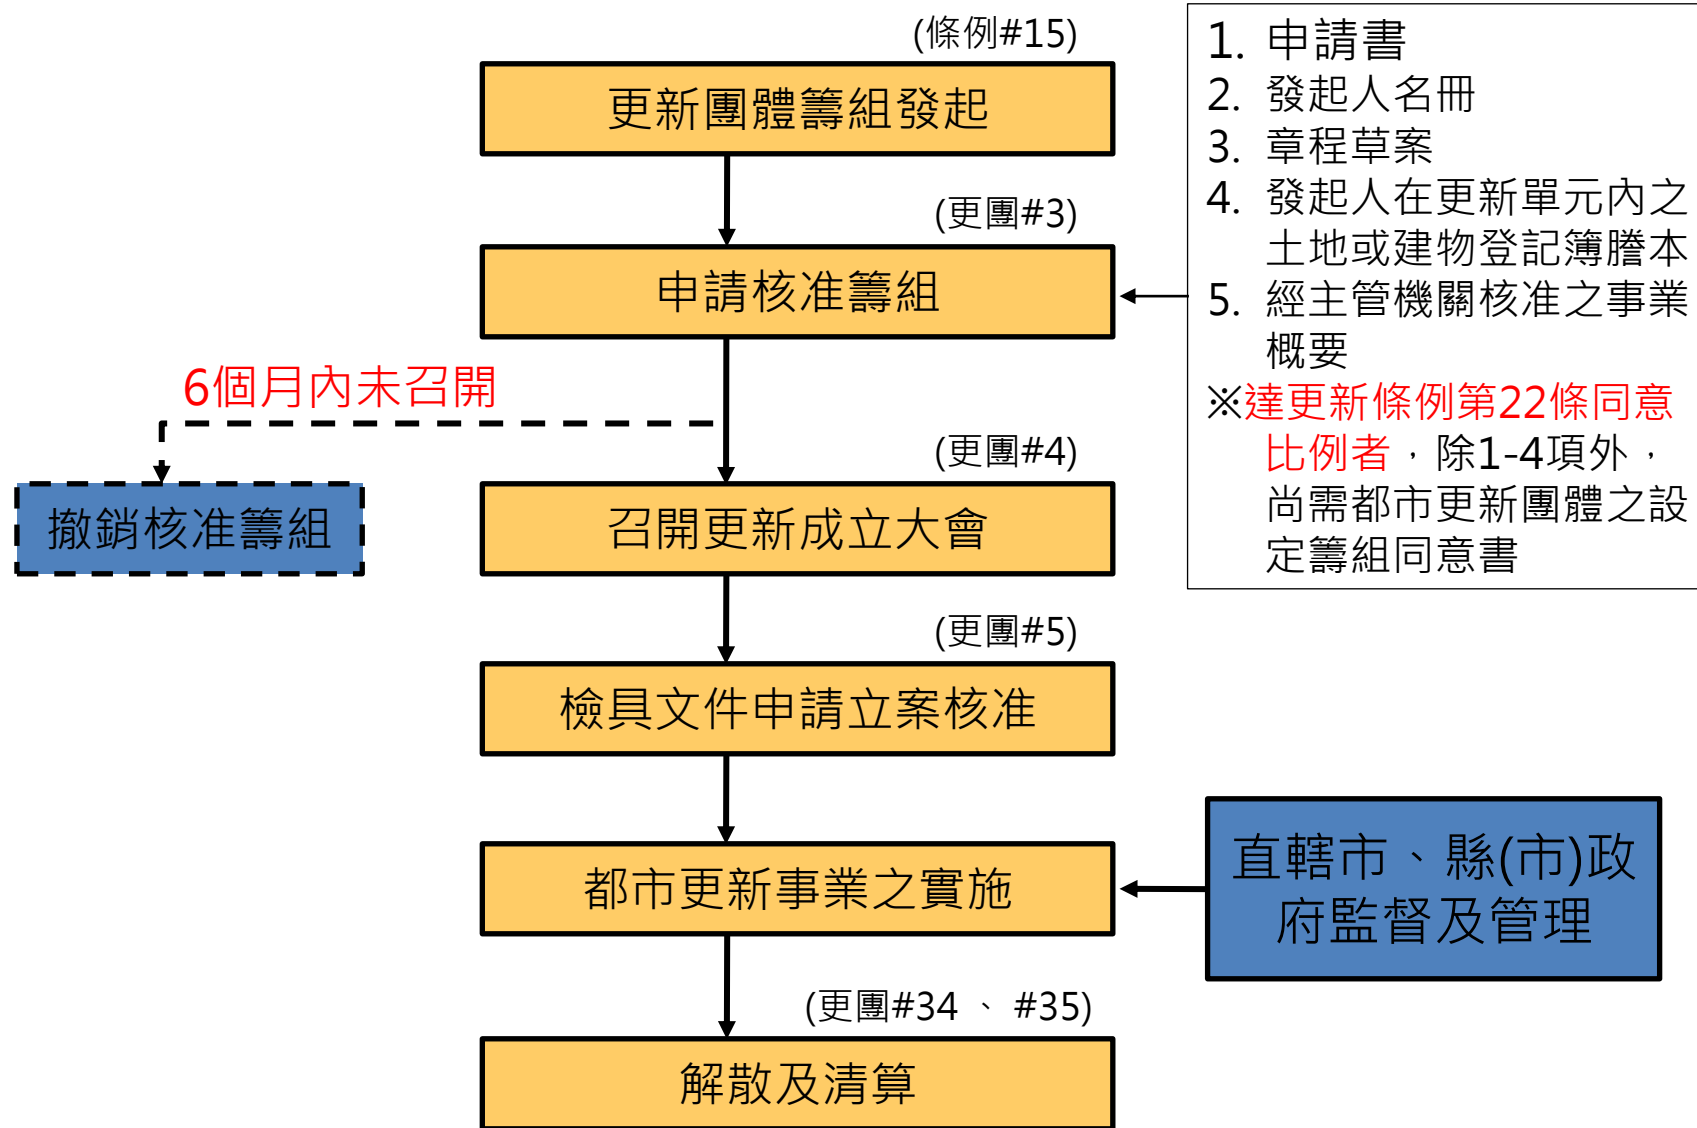 (條例#15)
更新團體籌組發起
(更團#3)
申請核准籌組
1. 申請書
2. 發起人名冊
3. 章程草案
4. 發起人在更新單元內之
土地或建物登記簿謄本
5. 經主管機關核准之事業
概要
※達更新條例第22條同意
比例者，除1-4項外，
尚需都市更新團體之設
定籌組同意書
6個月內未召開
撤銷核准籌組
(更團#4)
召開更新成立大會
(更團#5)
檢具文件申請立案核准
都市更新事業之實施
直轄市、縣(市)政
府監督及管理
(更團#34 、 #35)
解散及清算